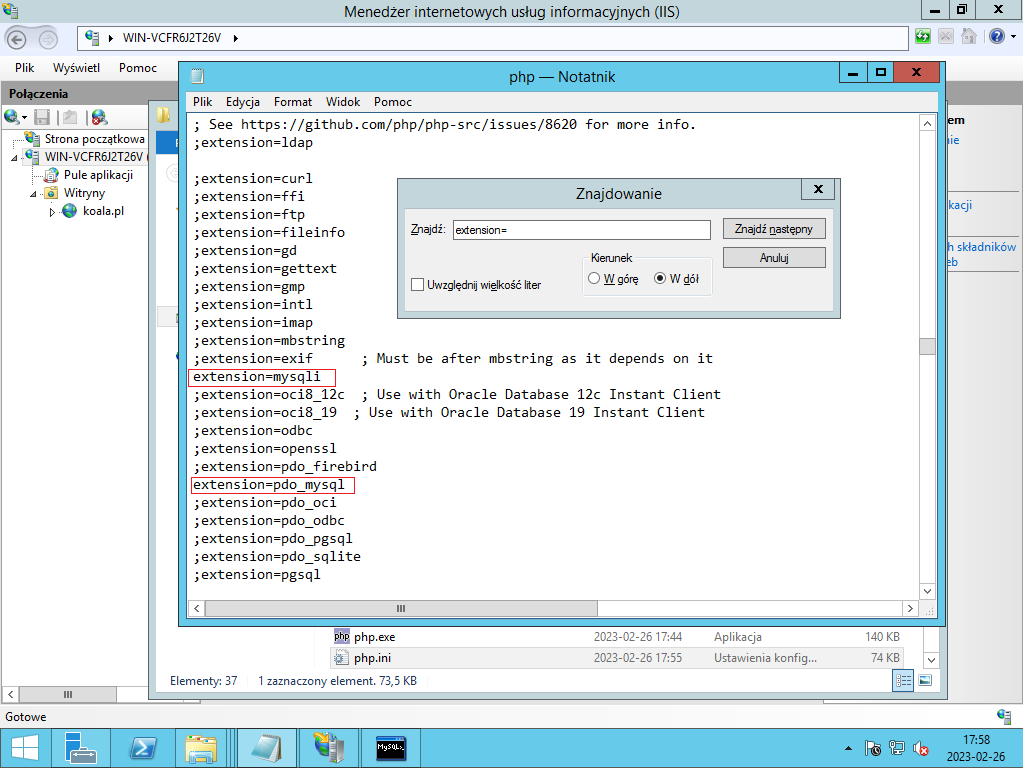 Menedżer internetowych usług informacyjnych (IIS)
WIN-VCFR6J2T26V
Plik Wyświetl Pomoc
Połączenia
Strona początkowa
WIN-VCFR6J2T26V (
Pule aplikacji
Witryny
koala.pl
php — Notatnik
Plik Edycja Format Widok Pomoc
; See https://github.com/php/php-src/issues/8620 for more info.
;extension=ldap
;extension=curl
;extension=ffi
;extension=ftp
;extension=fileinfo
;extension=gd
;extension=gettext
;extension=gmp
;extension=intl
;extension=imap
;extension=mbstring
;extension=exif ; Must be after mbstring as it depends on it
extension=mysqli
;extension=oci8_12c ; Use with Oracle Database 12c Instant Client
;extension=oci8_19 ; Use with Oracle Database 19 Instant Client
;extension=odbc
;extension=openssl
;extension=pdo_firebird
extension=pdo_mysql
;extension=pdo_oci
;extension=pdo_odbc
;extension=pdo_pgsql
;extension=pdo_sqlite
;extension=pgsql
Znajdowanie
Znajdź: extension= Znajdź następny
Kierunek Anuluj
Uwzględnij wielkość liter W górę W dół
em
ie
kacji
h składników
eb
php php.exe 2023-02-26 17:44 Aplikacja 140 KB
php.ini 2023-02-26 17:55 Ustawienia konfig... 74 KB
Elementy: 37 1 zaznaczony element. 73,5 KB
Gotowe
17:58
2023-02-26